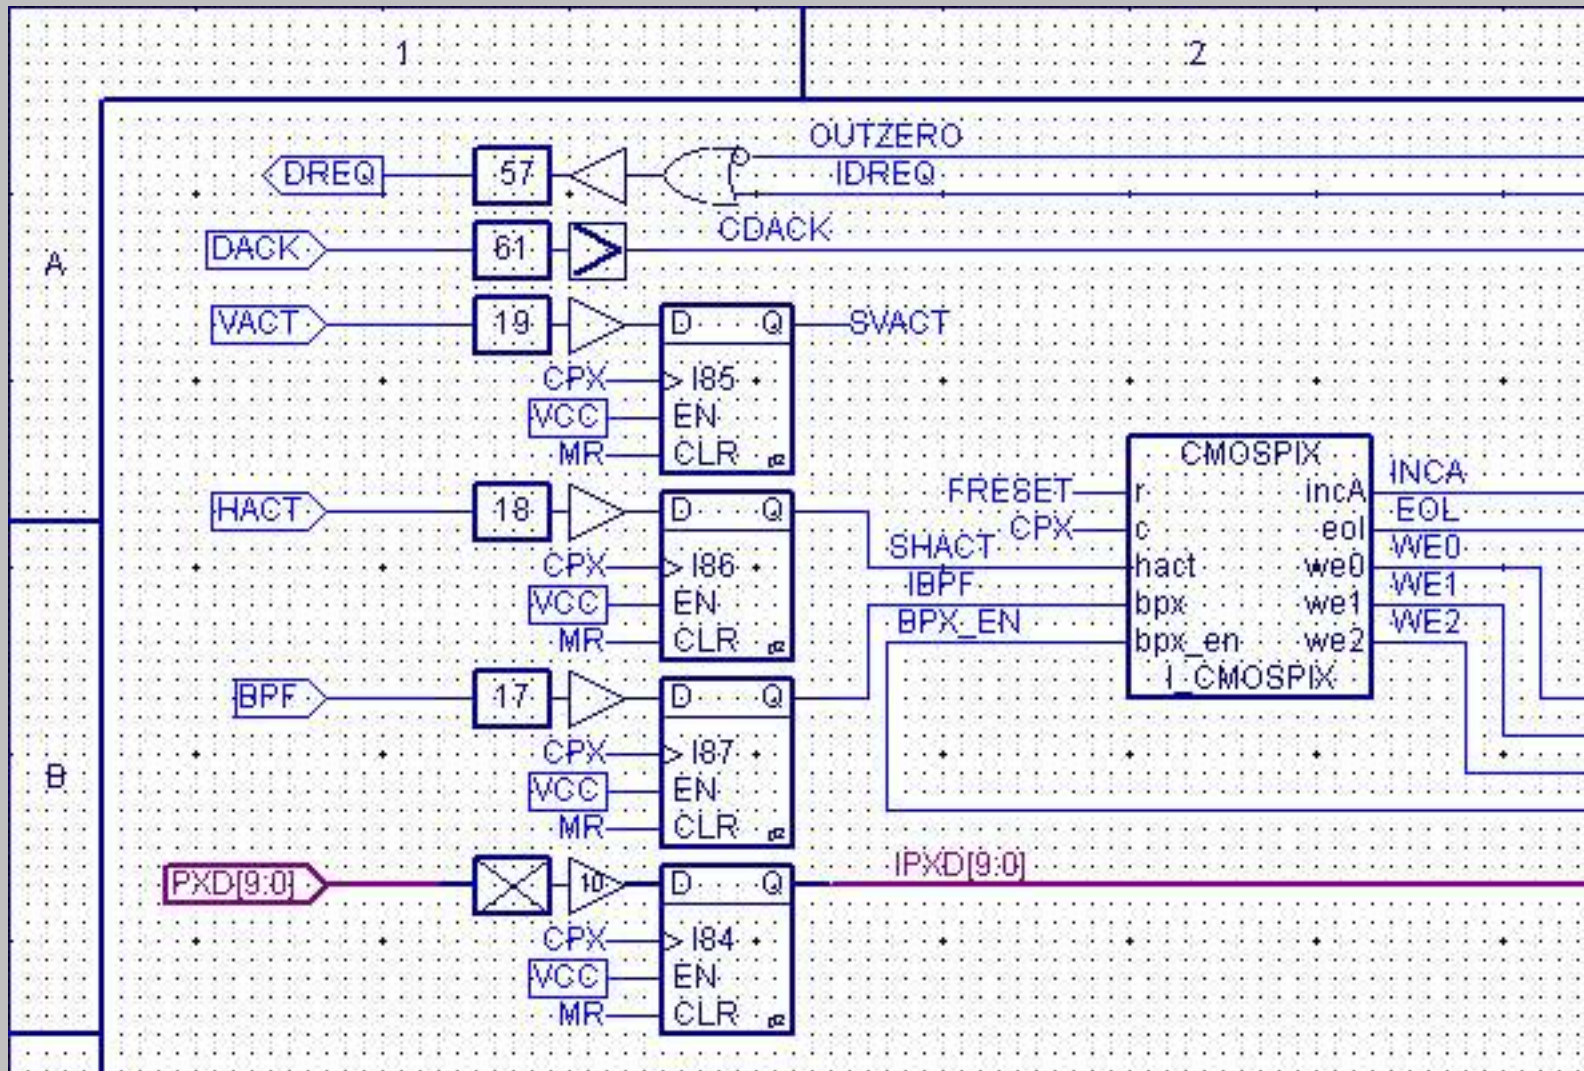 1 2
OUTZERO
DREQ 57 IDREQ
CDACK
DACK 61
A
VACT 19 D Q SVACT
CPX I85
VCC EN
MR CLR
CMOSPIX
INCA
FRESET r incA
HACT 18 D Q
EOL
CPX c eol
SHACT WE0
CPX I86 hact we0
IBPF WE1
VCC EN bpx we1
BPX_EN WE2
MR CLR bpx_en we2
I_CMOSPIX
BPF 17 D Q
CPX I87
B
VCC EN
MR CLR
IPXD[9:0]
PXD[9:0] 10 D Q
CPX I84
VCC EN
MR CLR